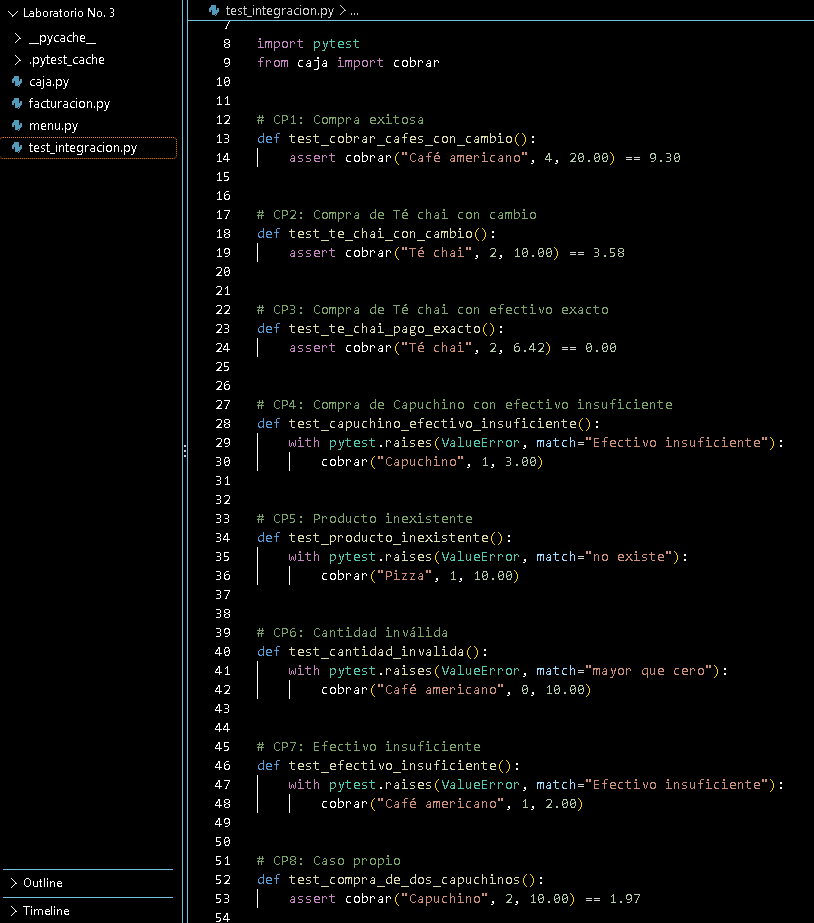 Laboratorio No. 3
__pycache__
.pytest_cache
caja.py
facturacion.py
menu.py
test_integracion.py
Outline
Timeline
test_integracion.py > ...
7
8 import pytest
9 from caja import cobrar
10
11
12 # CP1: Compra exitosa
13 def test_cobrar_cafes_con_cambio():
14 assert cobrar("Café americano", 4, 20.00) == 9.30
15
16
17 # CP2: Compra de Té chai con cambio
18 def test_te_chai_con_cambio():
19 assert cobrar("Té chai", 2, 10.00) == 3.58
20
21
22 # CP3: Compra de Té chai con efectivo exacto
23 def test_te_chai_pago_exacto():
24 assert cobrar("Té chai", 2, 6.42) == 0.00
25
26
27 # CP4: Compra de Capuchino con efectivo insuficiente
28 def test_capuchino_efectivo_insuficiente():
29 with pytest.raises(ValueError, match="Efectivo insuficiente"):
30 cobrar("Capuchino", 1, 3.00)
31
32
33 # CP5: Producto inexistente
34 def test_producto_inexistente():
35 with pytest.raises(ValueError, match="no existe"):
36 cobrar("Pizza", 1, 10.00)
37
38
39 # CP6: Cantidad inválida
40 def test_cantidad_invalida():
41 with pytest.raises(ValueError, match="mayor que cero"):
42 cobrar("Café americano", 0, 10.00)
43
44
45 # CP7: Efectivo insuficiente
46 def test_efectivo_insuficiente():
47 with pytest.raises(ValueError, match="Efectivo insuficiente"):
48 cobrar("Café americano", 1, 2.00)
49
50
51 # CP8: Caso propio
52 def test_compra_de_dos_capuchinos():
53 assert cobrar("Capuchino", 2, 10.00) == 1.97
54